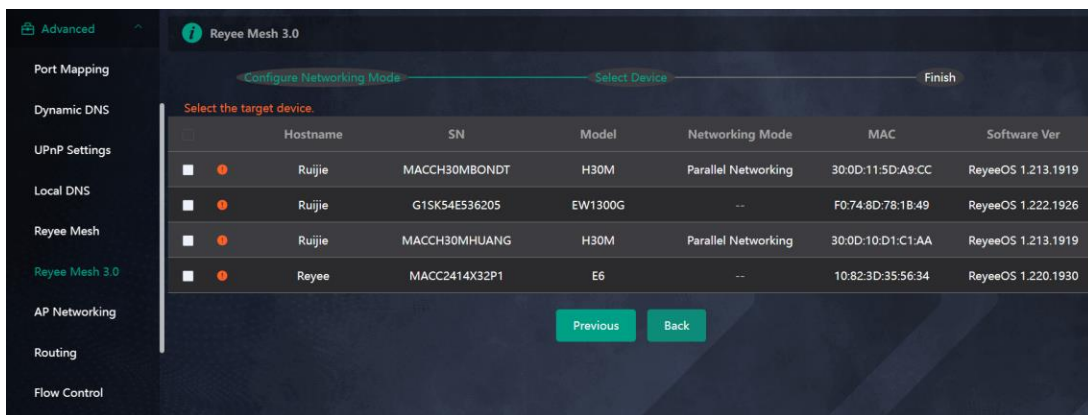 Advanced
Port Mapping
Dynamic DNS
UPnP Settings
Local DNS
Reyee Mesh
Reyee Mesh 3.0
AP Networking
Routing
Flow Control
Reyee Mesh 3.0
Configure Networking Mode Select Device Finish
Select the target device.
Hostname SN Model Networking Mode MAC Software Ver
Ruijie MACCH30MBONDT H30M Parallel Networking 30:0D:11:5D:A9:CC ReyeeOS 1.213.1919
Ruijie G1SK54E536205 EW1300G -- F0:74:8D:78:1B:49 ReyeeOS 1.222.1926
Ruijie MACCH30MHUANG H30M Parallel Networking 30:0D:10:D1:C1:AA ReyeeOS 1.213.1919
Reyee MACC2414X32P1 E6 -- 10:82:3D:35:56:34 ReyeeOS 1.220.1930
Previous Back